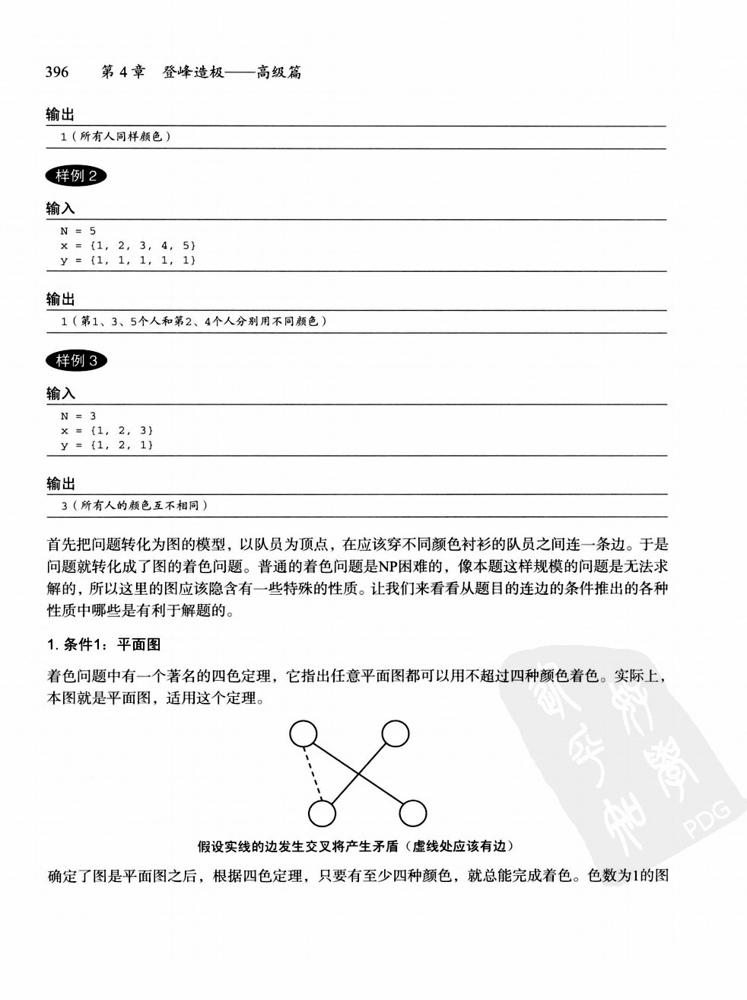 396 第4章 登峰造极——高级篇
输出
1(所有人同样颜色)
样例2
输入
N = 5
x = {1, 2, 3, 4, 5}
y = {1, 1, 1, 1, 1}
输出
1(第1、3、5个人和第2、4个人分别用不同颜色)
样例3
输入
N = 3
x = {1, 2, 3}
y = {1, 2, 1}
输出
3(所有人的颜色互不相同)
首先把问题转化为图的模型，以队员为顶点，在应该穿不同颜色衬衫的队员之间连一条边。于是
问题就转化成了图的着色问题。普通的着色问题是NP困难的，像本题这样规模的问题是无法求
解的，所以这里的图应该隐含有一些特殊的性质。让我们来看看从题目的连边的条件推出的各种
性质中哪些是有利于解题的。
1. 条件1：平面图
着色问题中有一个著名的四色定理，它指出任意平面图都可以用不超过四种颜色着色。实际上，
本图就是平面图，适用这个定理。
假设实线的边发生交叉将产生矛盾（虚线处应该有边）
PDG
确定了图是平面图之后，根据四色定理，只要有至少四种颜色，就总能完成着色。色数为1的图